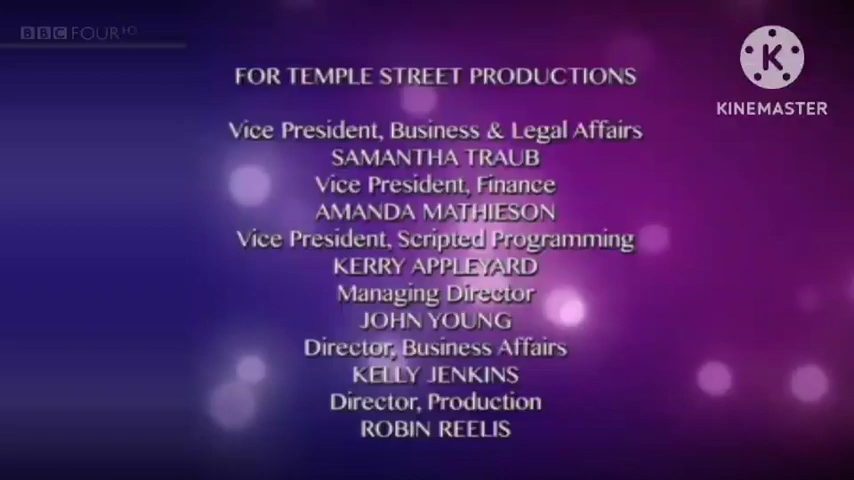 BBC FOUR HD
KINEMASTER
FOR TEMPLE STREET PRODUCTIONS
Vice President, Business & Legal Affairs
SAMANTHA TRAUB
Vice President, Finance
AMANDA MATHIESON
Vice President, Scripted Programming
KERRY APPLEYARD
Managing Director
JOHN YOUNG
Director, Business Affairs
KELLY JENKINS
Director, Production
ROBIN REELIS